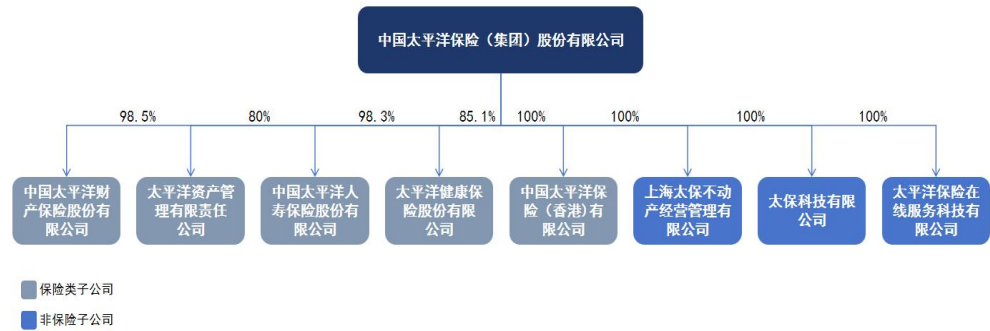 中国太平洋保险（集团）股份有限公司
98.5%
80%
98.3%
85.1%
100%
100%
100%
100%
中国太平洋财
产保险股份有
限公司
太平洋资产管
理有限责任
公司
中国太平洋人
寿保险股份有
限公司
太平洋健康保
险股份有限
公司
中国太平洋保
险（香港)有
限公司
上海太保不动
产经营管理有
限公司
太保科技有限
公司
太平洋保险在
线服务科技有
限公司
保险类子公司
非保险子公司